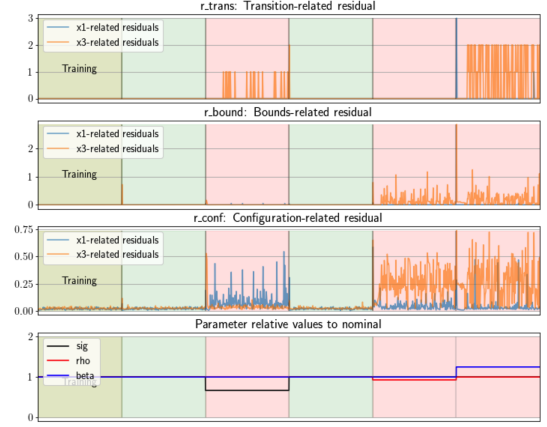 r_trans: Transition-related residual
3
2
1
0
x1-related residuals
x3-related residuals
Training
r_bound: Bounds-related residual
2
1
0
x1-related residuals
x3-related residuals
Training
r_conf: Configuration-related residual
0.75
0.50
0.25
0.00
x1-related residuals
x3-related residuals
Training
Parameter relative values to nominal
2
1
0
sig
rho
beta
Training